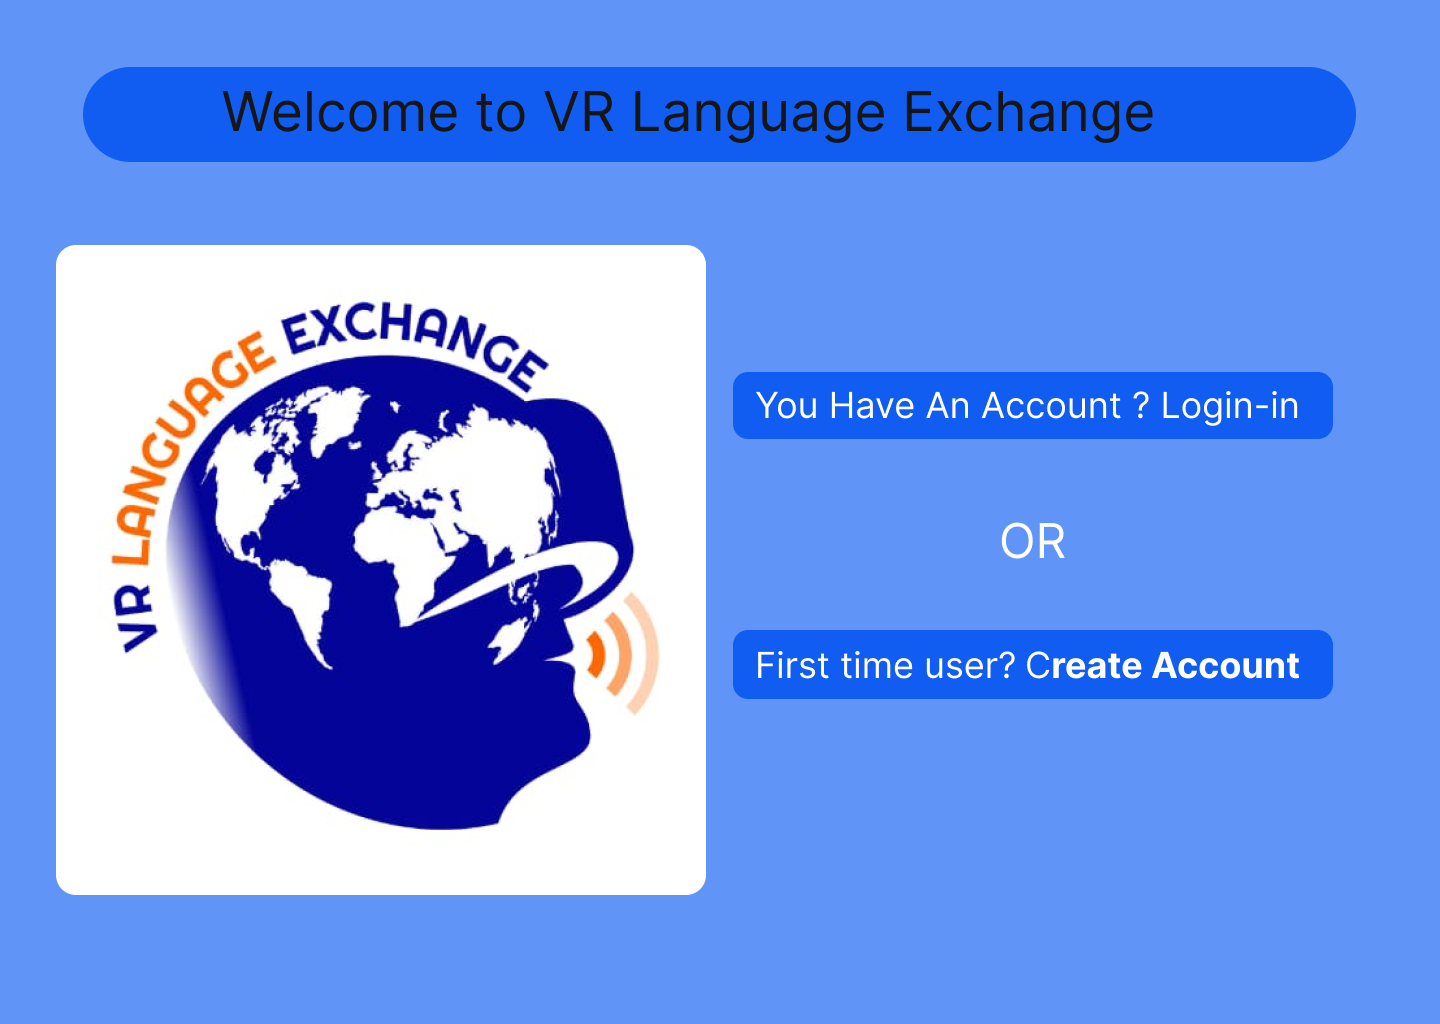 Welcome to VR Language Exchange
VR LANGUAGE EXCHANGE
You Have An Account ? Login-in
OR
First time user? Create Account